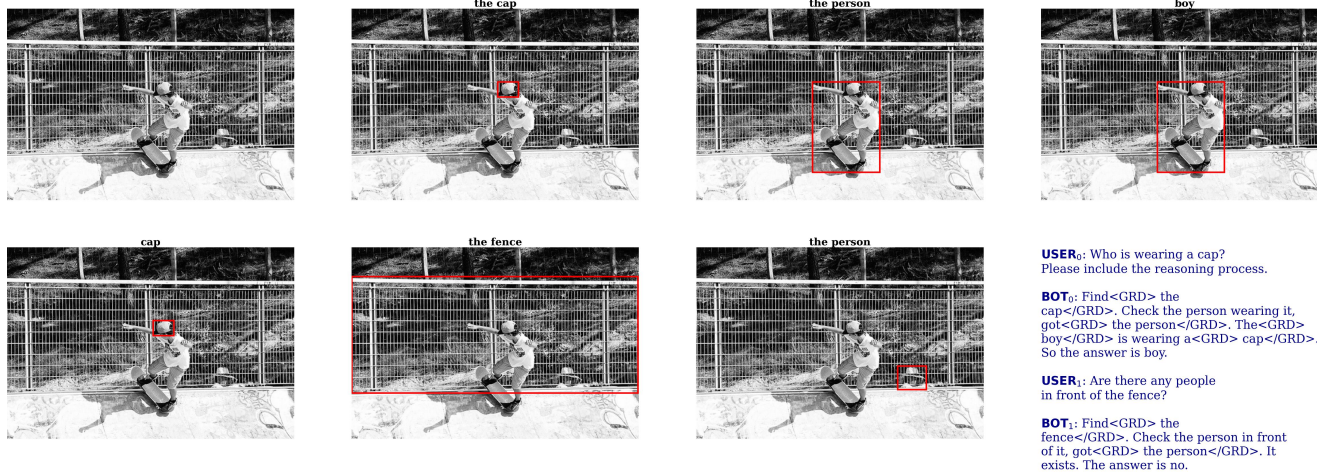 the cap
the person
boy
cap
the fence
the person
USER0: Who is wearing a cap?
Please include the reasoning process.
BOT0: Find<GRD> the
cap</GRD>. Check the person wearing it,
got<GRD> the person</GRD>. The<GRD>
boy</GRD> is wearing a<GRD> cap</GRD>.
So the answer is boy.
USER1: Are there any people
in front of the fence?
BOT1: Find<GRD> the
fence</GRD>. Check the person in front
of it, got<GRD> the person</GRD>. It
exists. The answer is no.